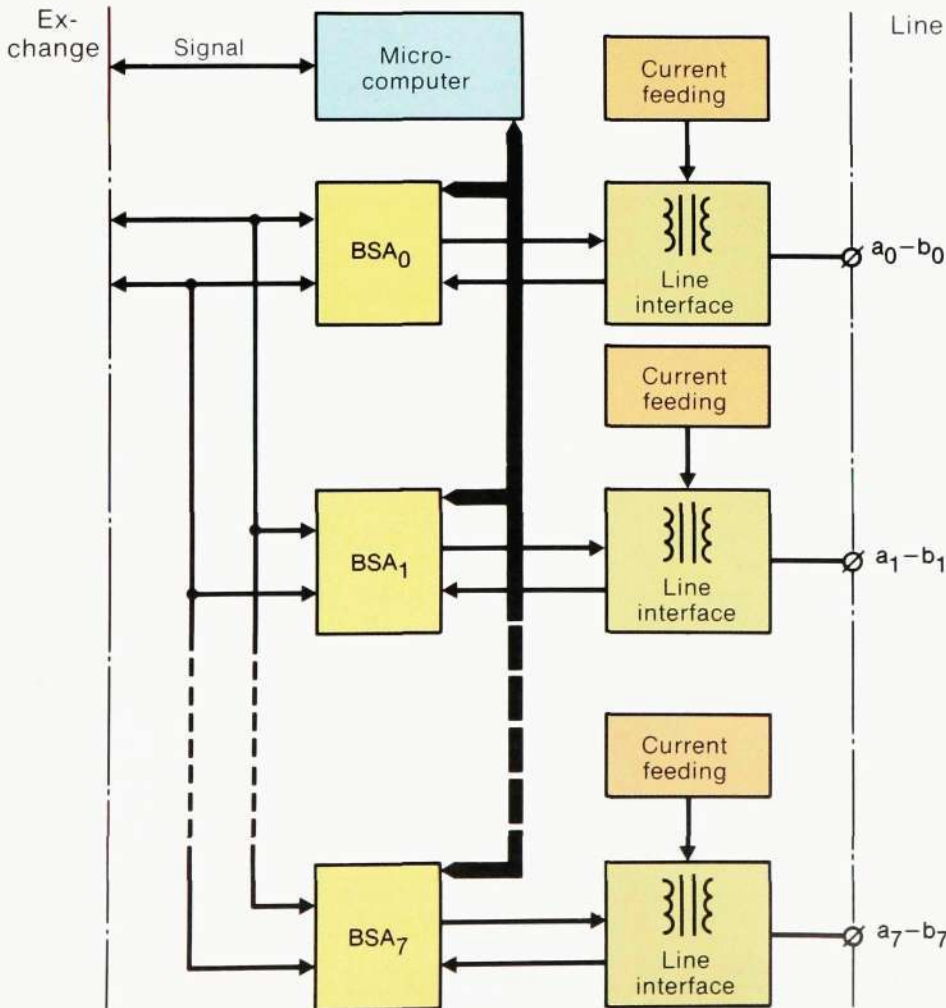 Ex-
change
Signal
Micro-
computer
Line
Current
feeding
BSA₀
Line
interface
a₀–b₀
Current
feeding
BSA₁
Line
interface
a₁–b₁
Current
feeding
BSA₇
Line
interface
a₇–b₇